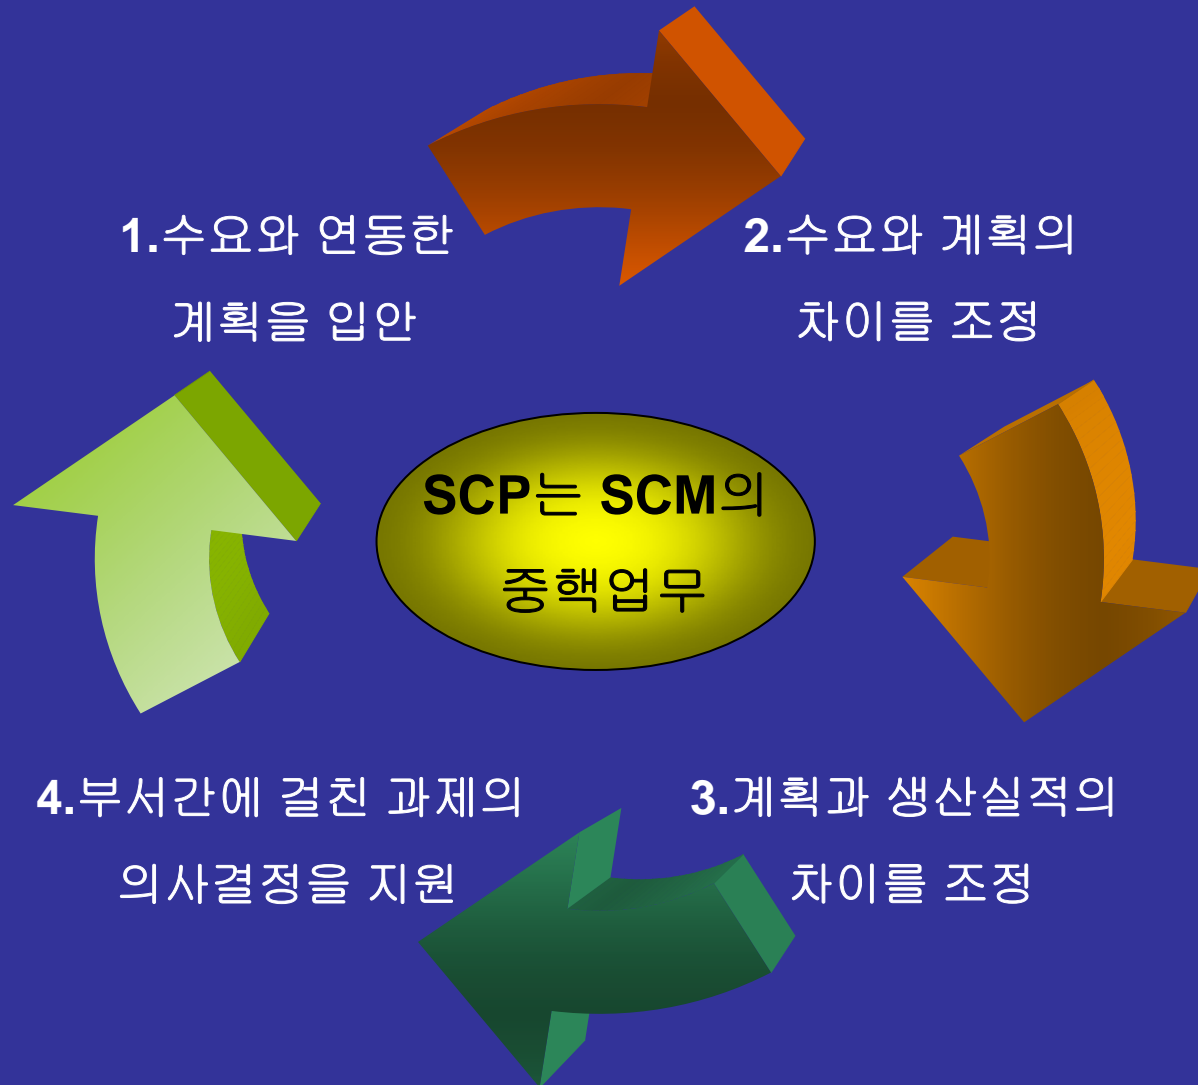 1.수요와 연동한
계획을 입안
2.수요와 계획의
차이를 조정
SCP는 SCM의
중핵업무
4.부서간에 걸친 과제의
의사결정을 지원
3.계획과 생산실적의
차이를 조정